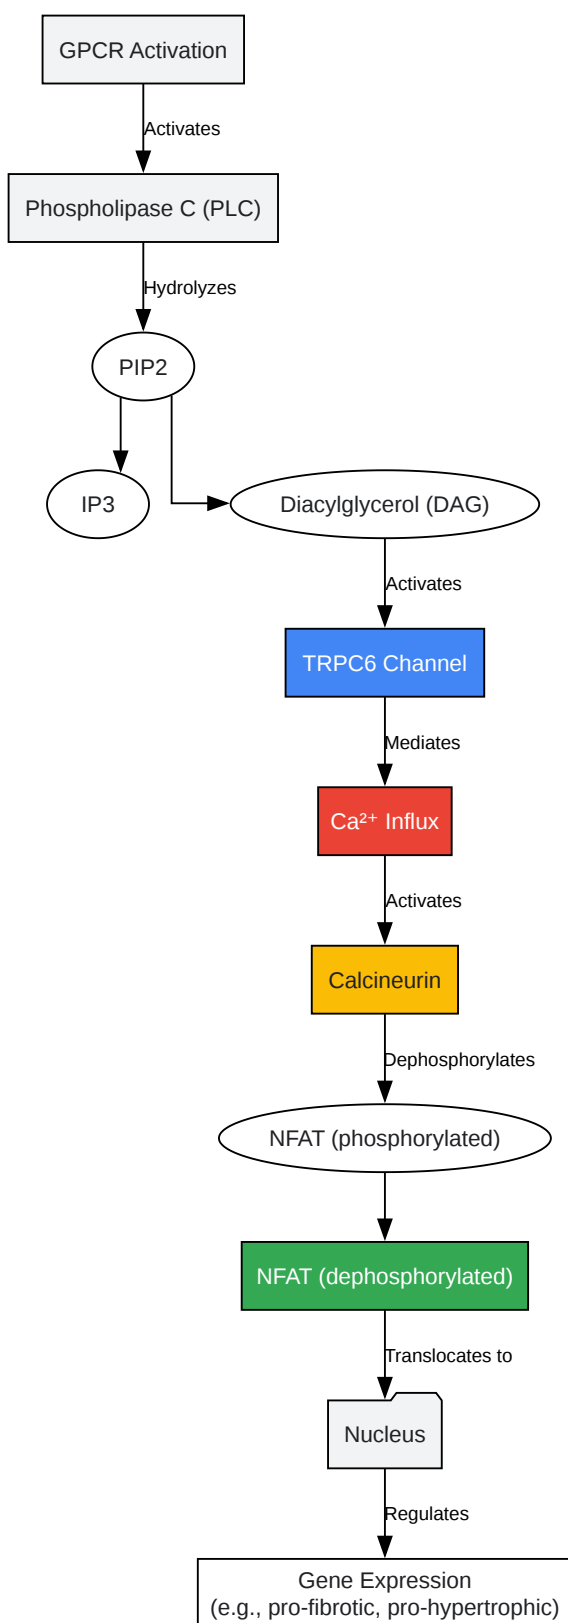 GPCR Activation
Activates
Phospholipase C (PLC)
Hydrolyzes
PIP2
IP3
Diacylglycerol (DAG)
Activates
TRPC6 Channel
Mediates
Ca²⁺ Influx
Activates
Calcineurin
Dephosphorylates
NFAT (phosphorylated)
NFAT (dephosphorylated)
Translocates to
Nucleus
Regulates
Gene Expression
(e.g., pro-fibrotic, pro-hypertrophic)